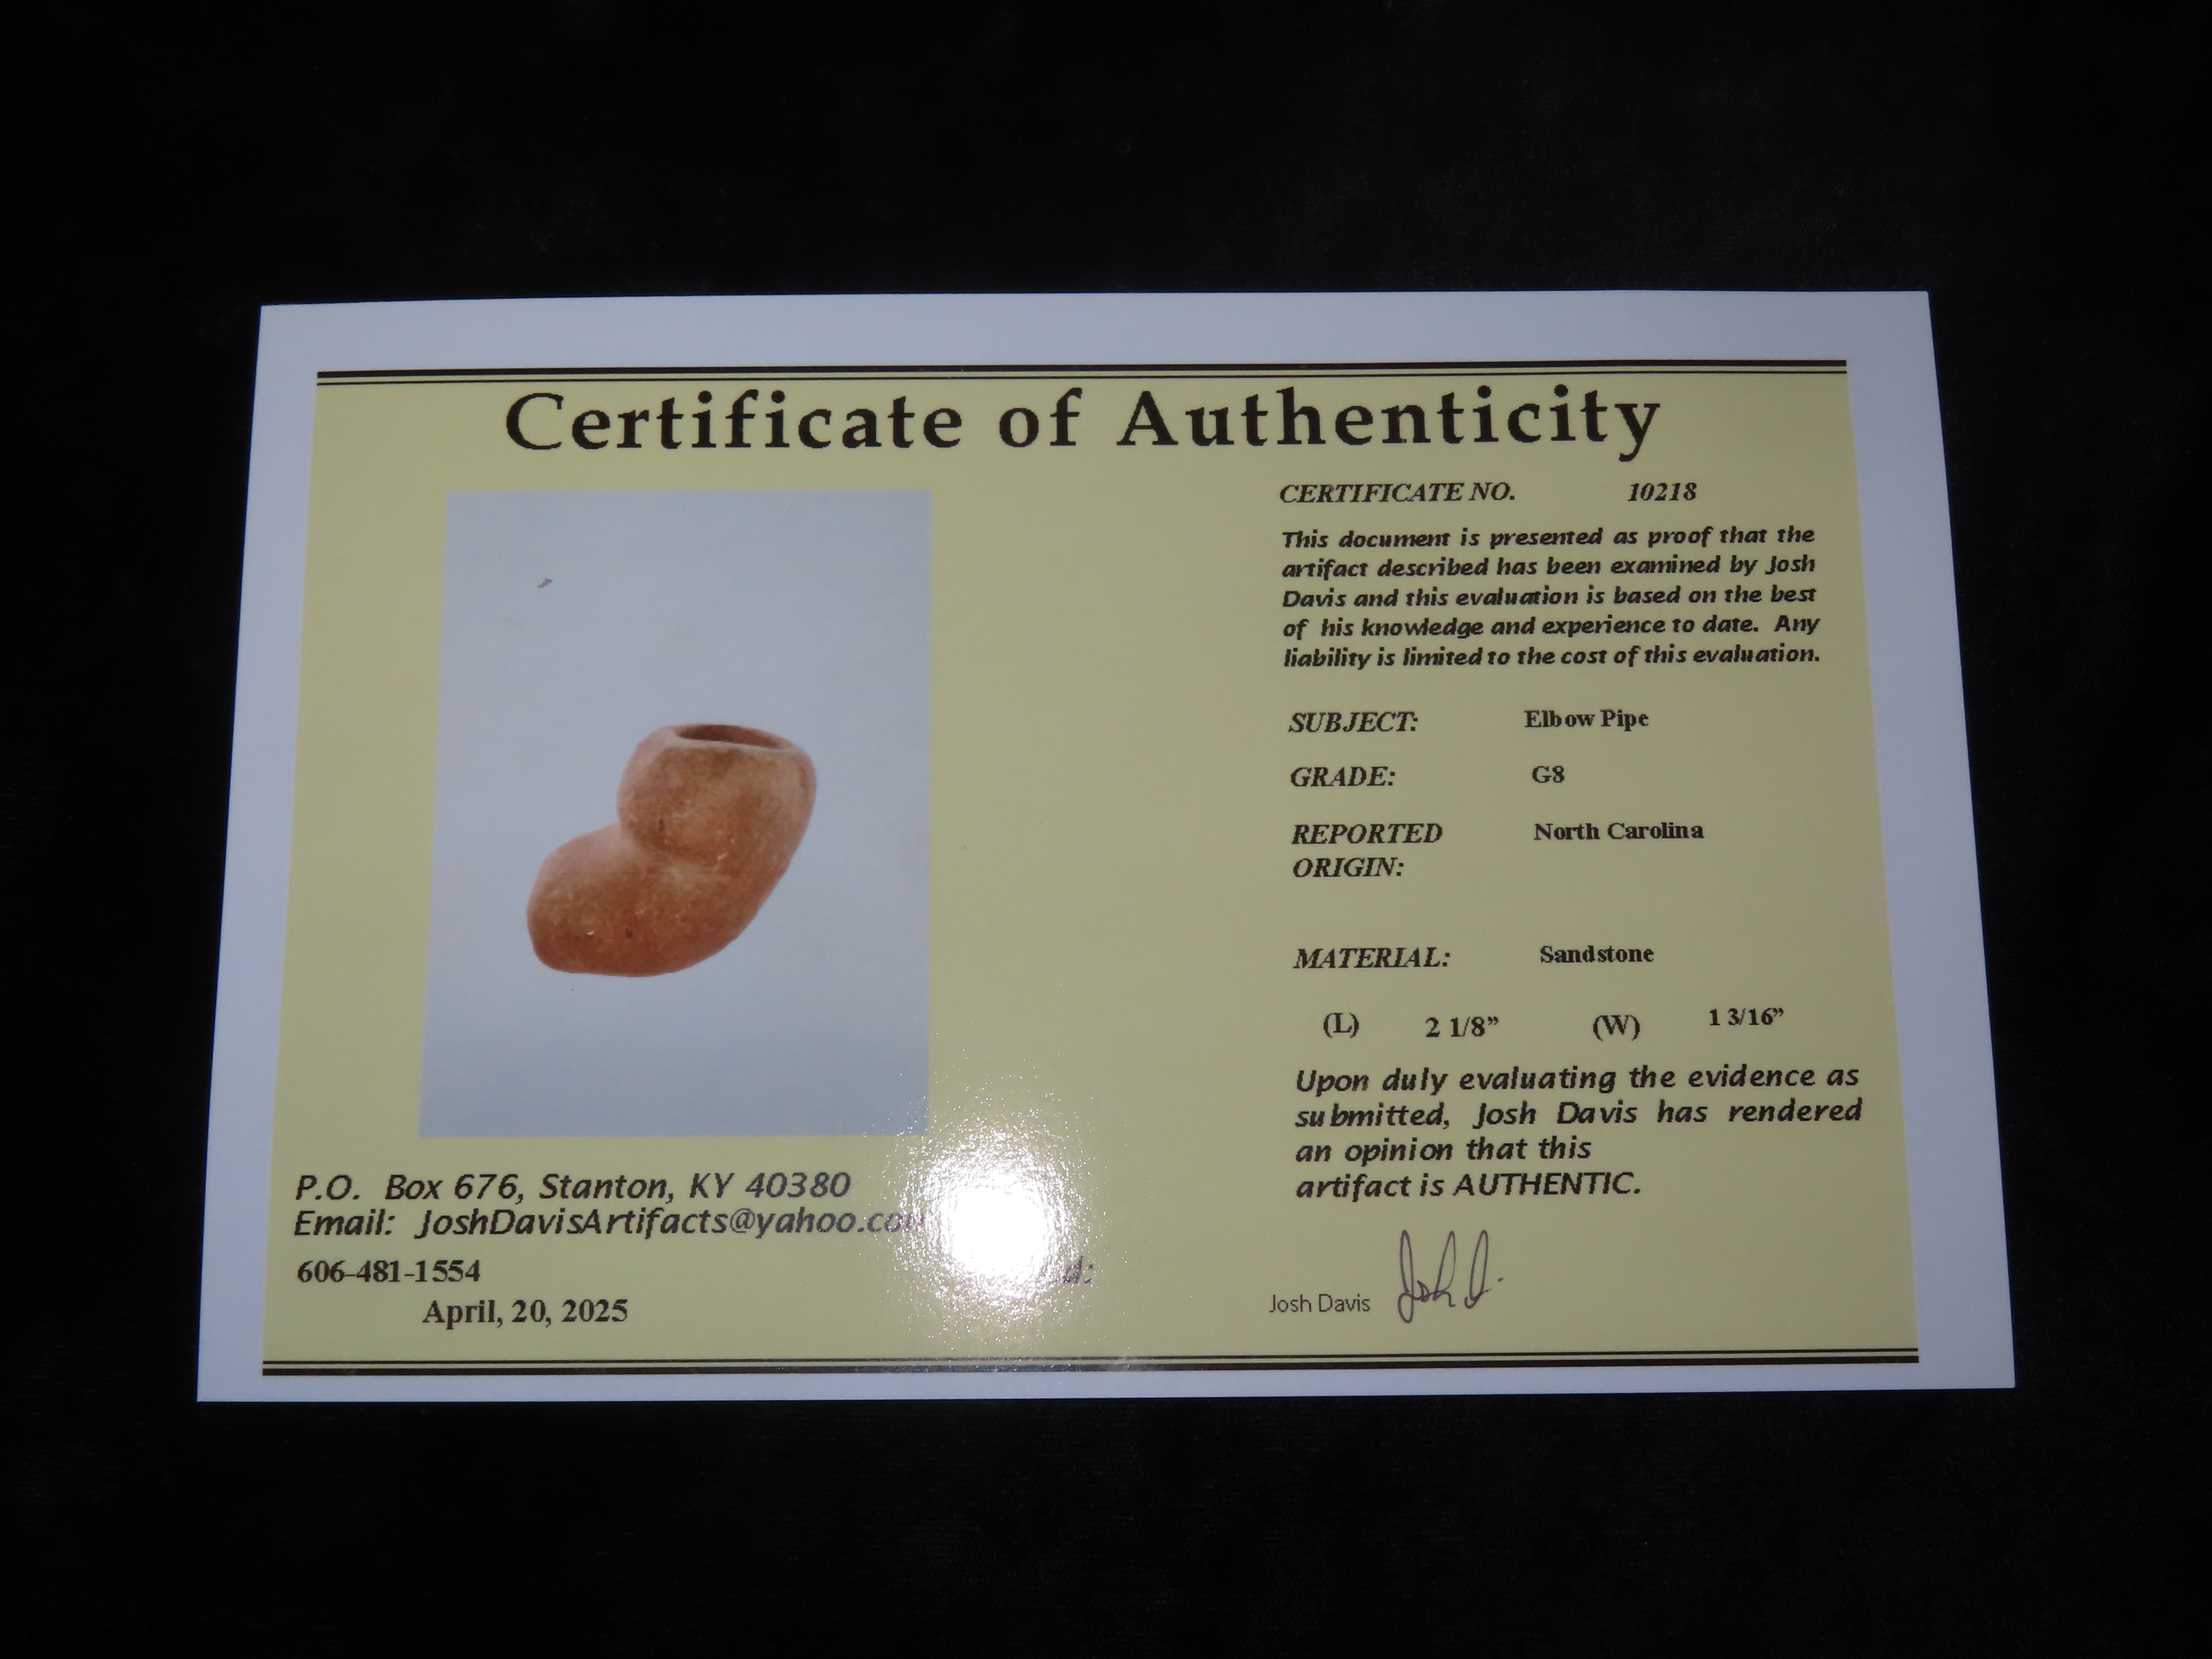 Certificate of Authenticity
CERTIFICATE NO. 10218
This document is presented as proof that the
artifact described has been examined by Josh
Davis and this evaluation is based on the best
of his knowledge and experience to date. Any
liability is limited to the cost of this evaluation.
SUBJECT: Elbow Pipe
GRADE: G8
REPORTED North Carolina
ORIGIN:
MATERIAL: Sandstone
(L) 2 1/8” (W) 1 3/16”
Upon duly evaluating the evidence as
submitted, Josh Davis has rendered
an opinion that this
artifact is AUTHENTIC.
Josh Davis
P.O. Box 676, Stanton, KY 40380
Email: JoshDavisArtifacts@yahoo.com
606-481-1554
April, 20, 2025